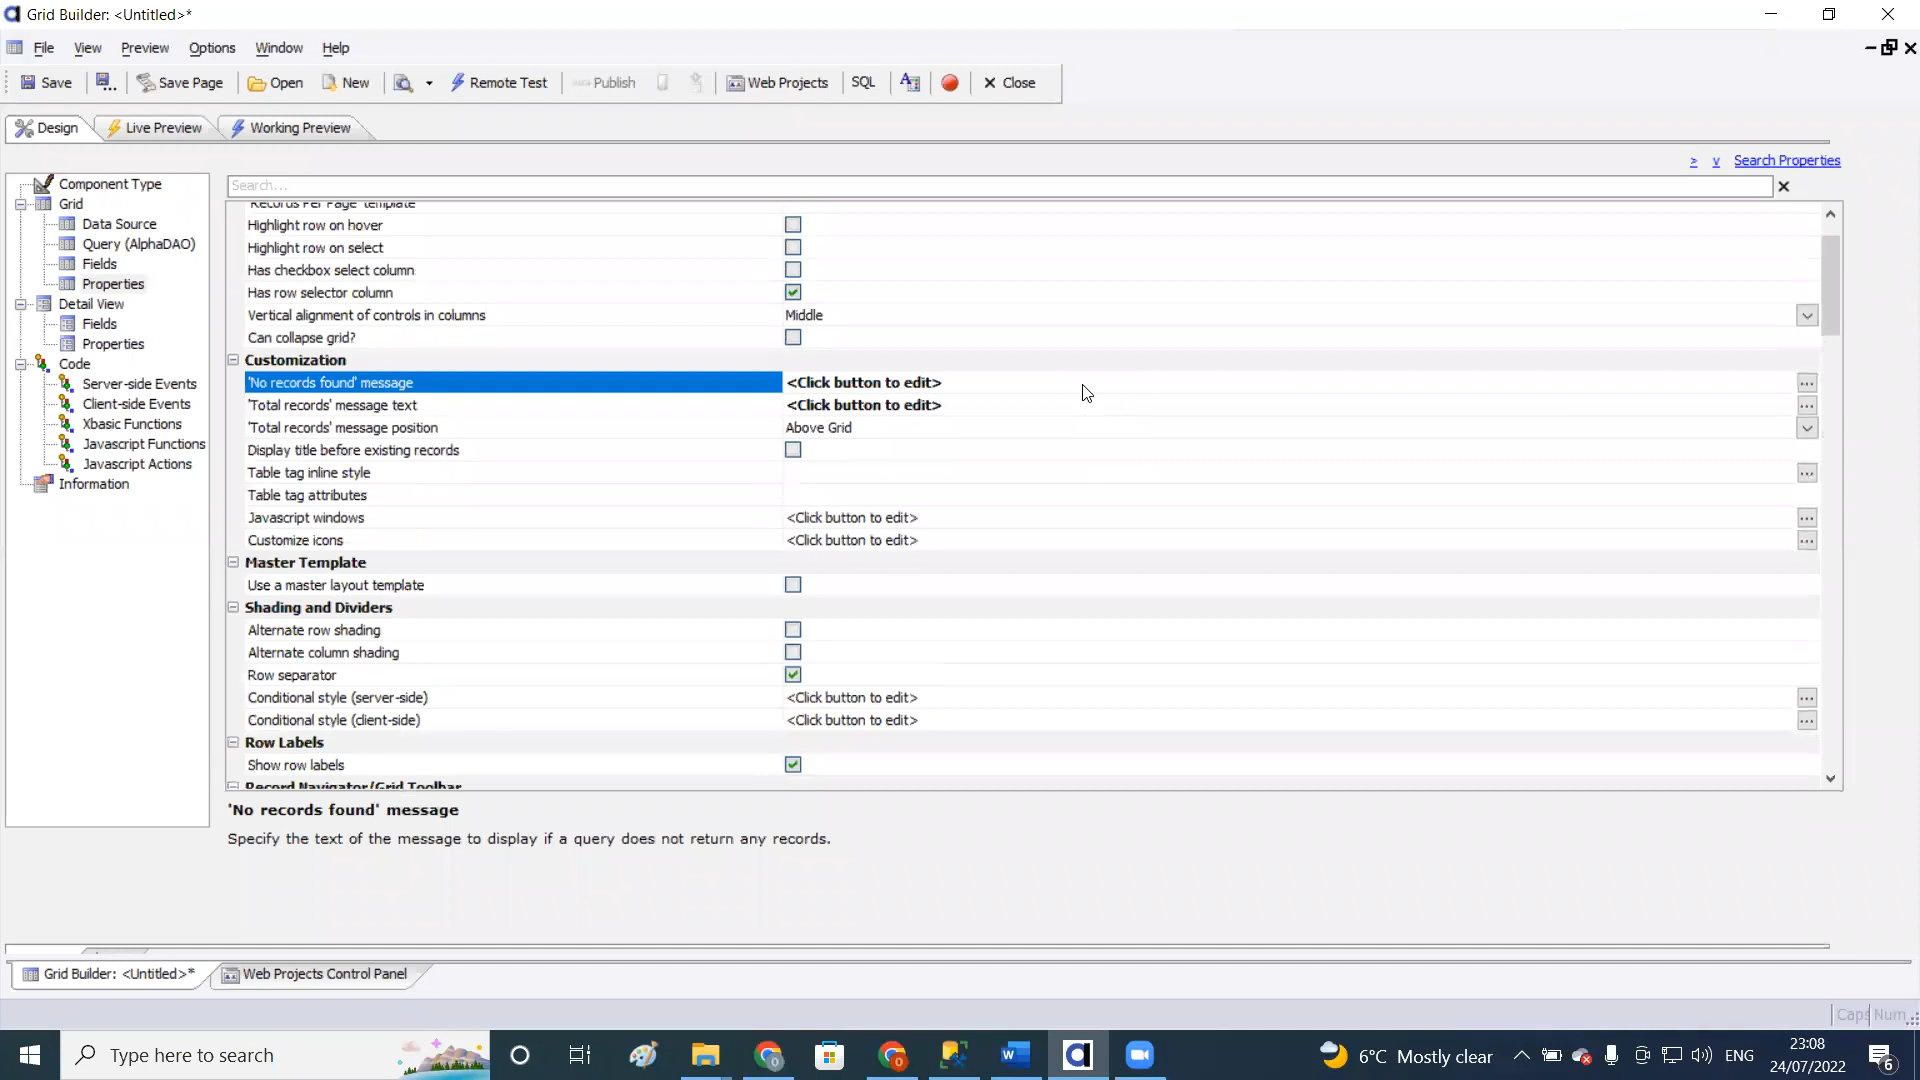 Grid Builder: <Untitled>*
File View Preview Options Window Help
Save Save Page Open New Remote Test Publish Web Projects SQL Close
Design Live Preview Working Preview
> v Search Properties
Component Type
Grid
Data Source
Query (AlphaDAO)
Fields
Properties
Detail View
Fields
Properties
Code
Server-side Events
Client-side Events
Xbasic Functions
Javascript Functions
Javascript Actions
Information
Search...
'Records Per Page' template
Highlight row on hover
Highlight row on select
Has checkbox select column
Has row selector column
Vertical alignment of controls in columns Middle
Can collapse grid?
Customization
'No records found' message <Click button to edit> ...
'Total records' message text <Click button to edit> ...
'Total records' message position Above Grid
Display title before existing records
Table tag inline style ...
Table tag attributes
Javascript windows <Click button to edit> ...
Customize icons <Click button to edit> ...
Master Template
Use a master layout template
Shading and Dividers
Alternate row shading
Alternate column shading
Row separator
Conditional style (server-side) <Click button to edit> ...
Conditional style (client-side) <Click button to edit> ...
Row Labels
Show row labels
Record Navigator/Grid Toolbar
'No records found' message
Specify the text of the message to display if a query does not return any records.
Grid Builder: <Untitled>* Web Projects Control Panel
Caps Num
Type here to search
6°C Mostly clear
ENG
23:08
24/07/2022
6